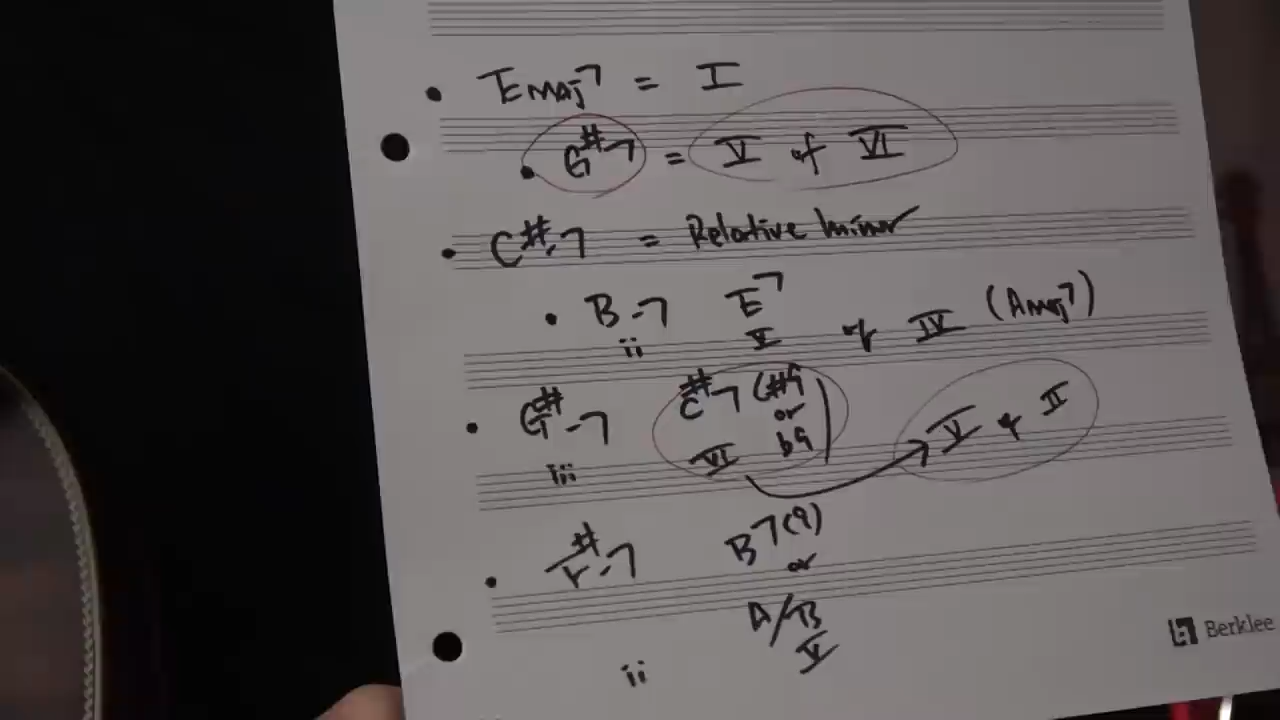 • Emaj7 = I
• G#7 = V of VI
• C#-7 = Relative minor
• B-7 E7
ii V of IV (Amaj7)
• G#-7 C#7 (#9
or
b9)
iii VI → V of II
• F#-7 B7(9)
or
A/B
ii V
Berklee